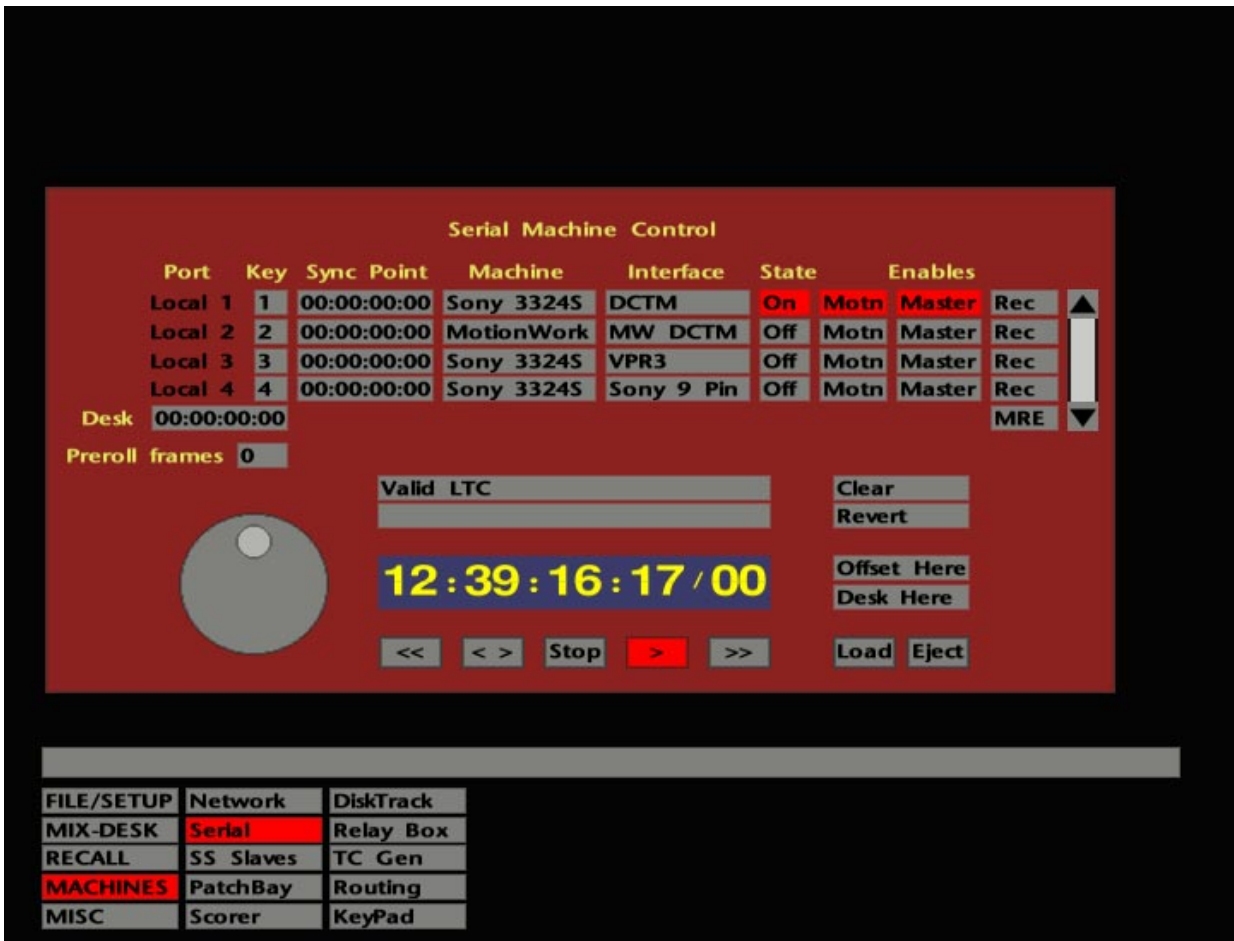 Serial Machine Control
Port Key Sync Point Machine Interface State Enables
Local 1 1 00:00:00:00 Sony 3324S DCTM On Motn Master Rec
Local 2 2 00:00:00:00 MotionWork MW DCTM Off Motn Master Rec
Local 3 3 00:00:00:00 Sony 3324S VPR3 Off Motn Master Rec
Local 4 4 00:00:00:00 Sony 3324S Sony 9 Pin Off Motn Master Rec
Desk 00:00:00:00 MRE
Preroll frames 0
Valid LTC Clear
Revert
12:39:16:17/00 Offset Here
Desk Here
<< < > Stop > >> Load Eject
FILE/SETUP Network DiskTrack
MIX-DESK Serial Relay Box
RECALL SS Slaves TC Gen
MACHINES PatchBay Routing
MISC Scorer KeyPad